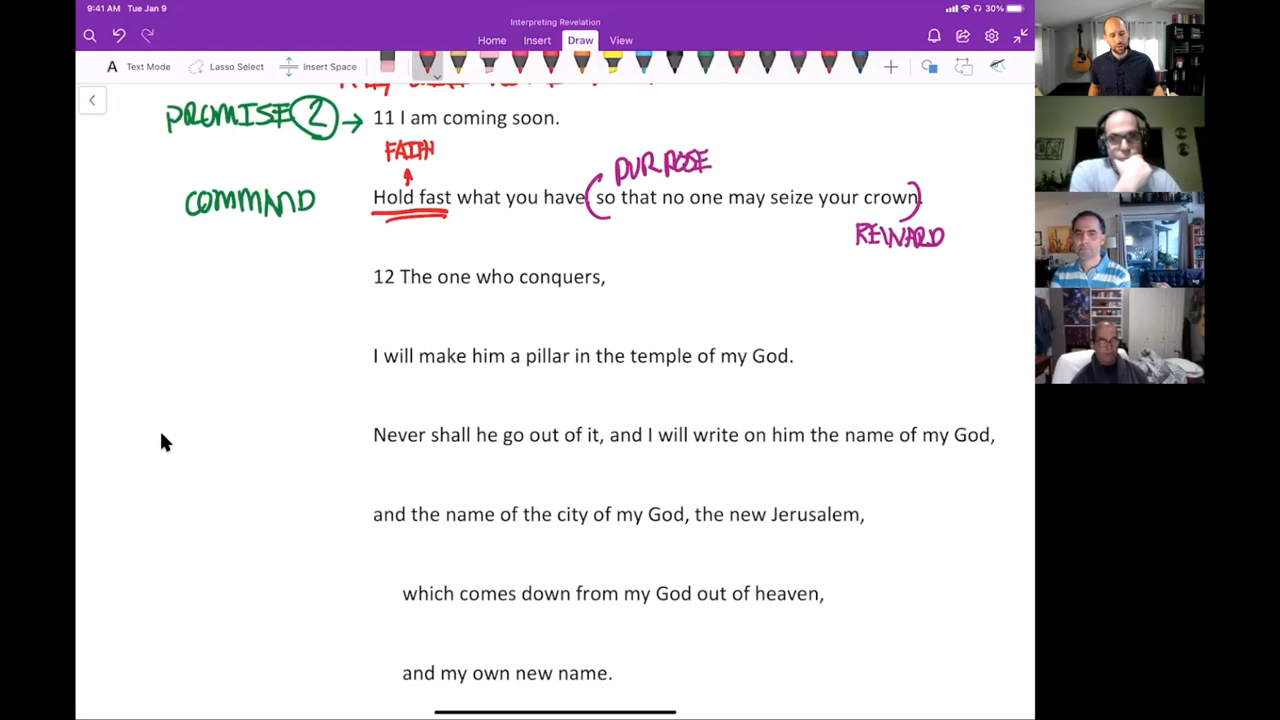 9:41 AM Tue Jan 9
30%
Interpreting Revelation
Home Insert Draw View
A Text Mode Lasso Select Insert Space
PROMISE 2 → 11 I am coming soon.
FAITH
PURPOSE
COMMAND Hold fast what you have (so that no one may seize your crown).
REWARD
12 The one who conquers,
I will make him a pillar in the temple of my God.
Never shall he go out of it, and I will write on him the name of my God,
and the name of the city of my God, the new Jerusalem,
which comes down from my God out of heaven,
and my own new name.